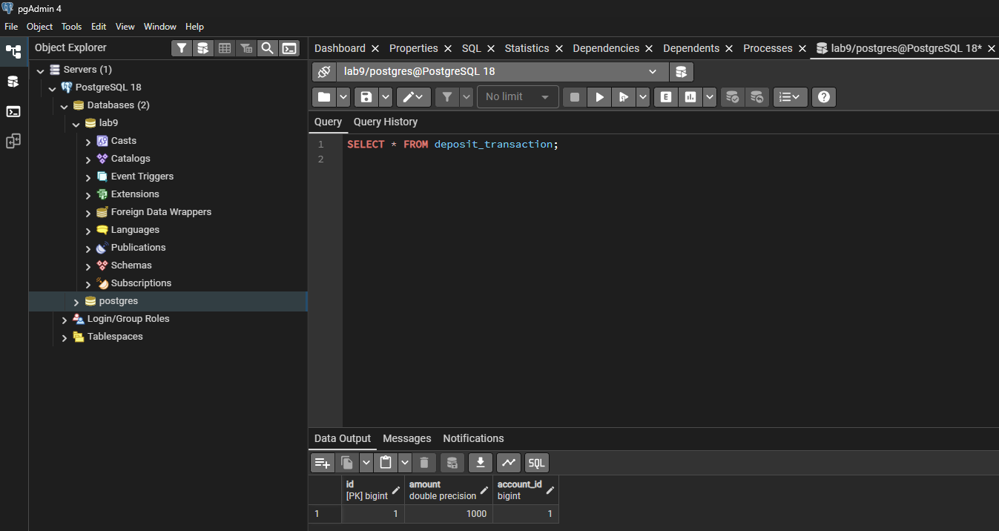 pgAdmin 4
File Object Tools Edit View Window Help
Object Explorer
Servers (1)
PostgreSQL 18
Databases (2)
lab9
Casts
Catalogs
Event Triggers
Extensions
Foreign Data Wrappers
Languages
Publications
Schemas
Subscriptions
postgres
Login/Group Roles
Tablespaces
Dashboard Properties SQL Statistics Dependencies Dependents Processes lab9/postgres@PostgreSQL 18*
lab9/postgres@PostgreSQL 18
No limit E
Query Query History
1 SELECT * FROM deposit_transaction;
2
Data Output Messages Notifications
SQL
id amount account_id
[PK] bigint double precision bigint
1 1 1000 1